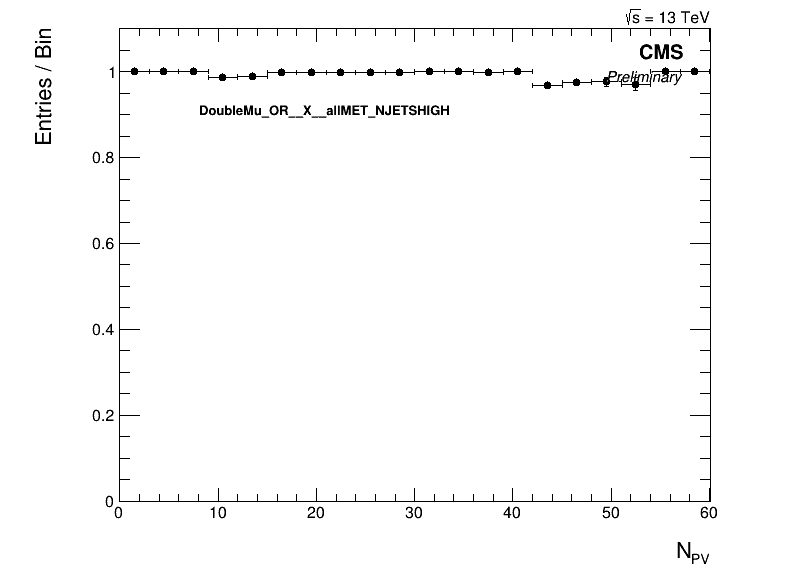 √s = 13 TeV
CMS
Preliminary
DoubleMu_OR__X__allMET_NJETSHIGH
Entries / Bin
1
0.8
0.6
0.4
0.2
0
0 10 20 30 40 50 60
N_PV